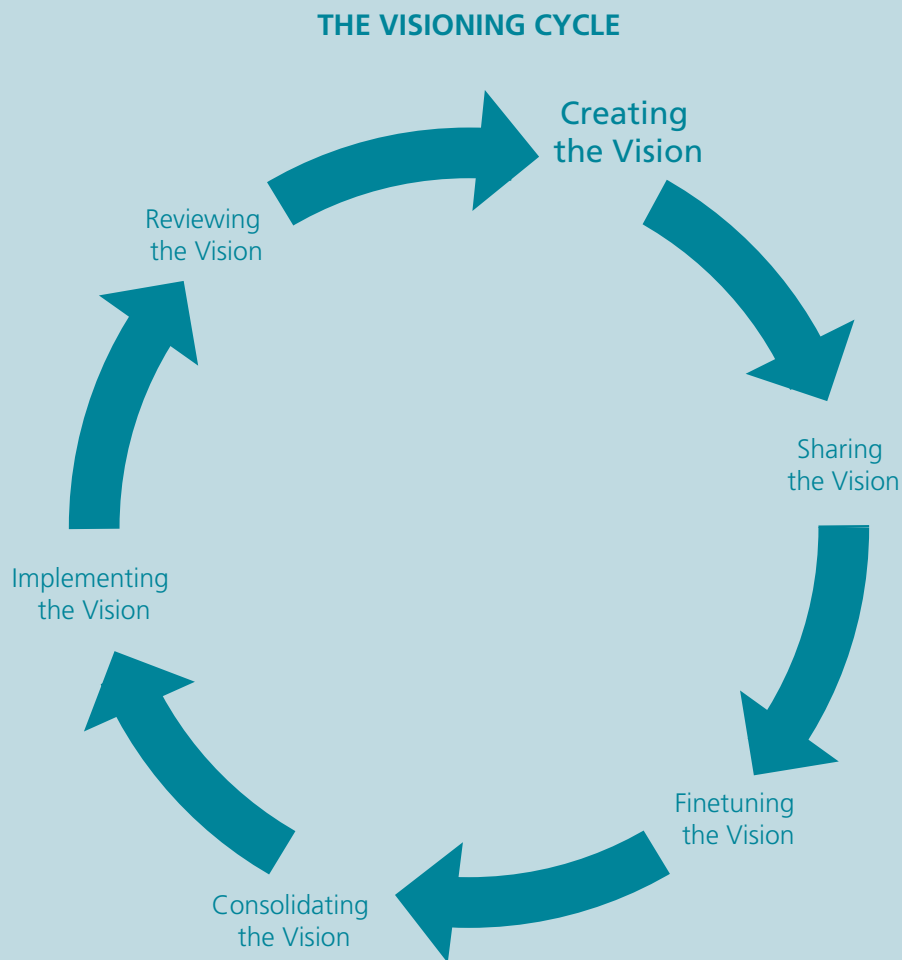 THE VISIONING CYCLE
Creating
the Vision
Sharing
the Vision
Finetuning
the Vision
Consolidating
the Vision
Implementing
the Vision
Reviewing
the Vision